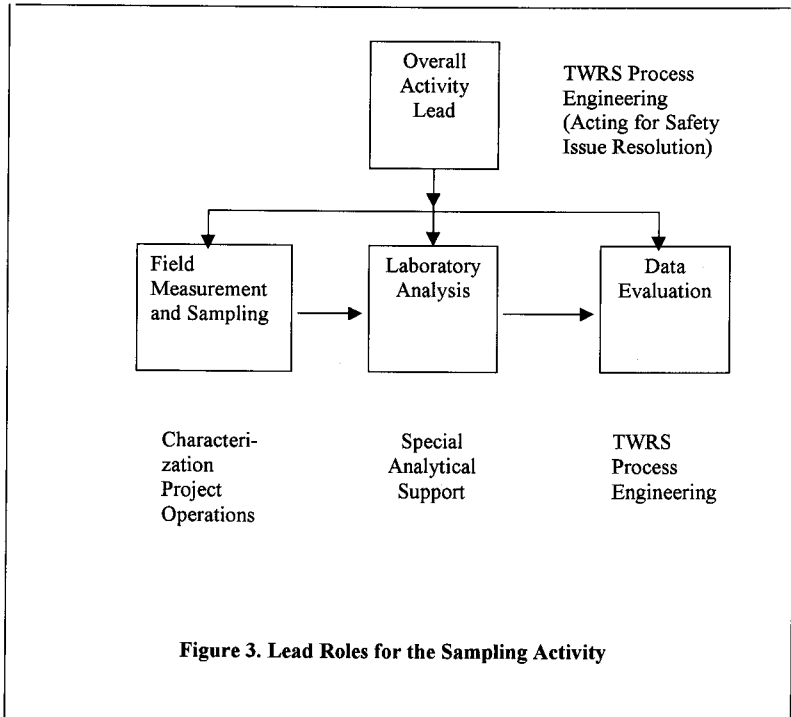 Overall
Activity
Lead
TWRS Process
Engineering
(Acting for Safety
Issue Resolution)
Field
Measurement
and Sampling
Laboratory
Analysis
Data
Evaluation
Characteri-
zation
Project
Operations
Special
Analytical
Support
TWRS
Process
Engineering
Figure 3. Lead Roles for the Sampling Activity